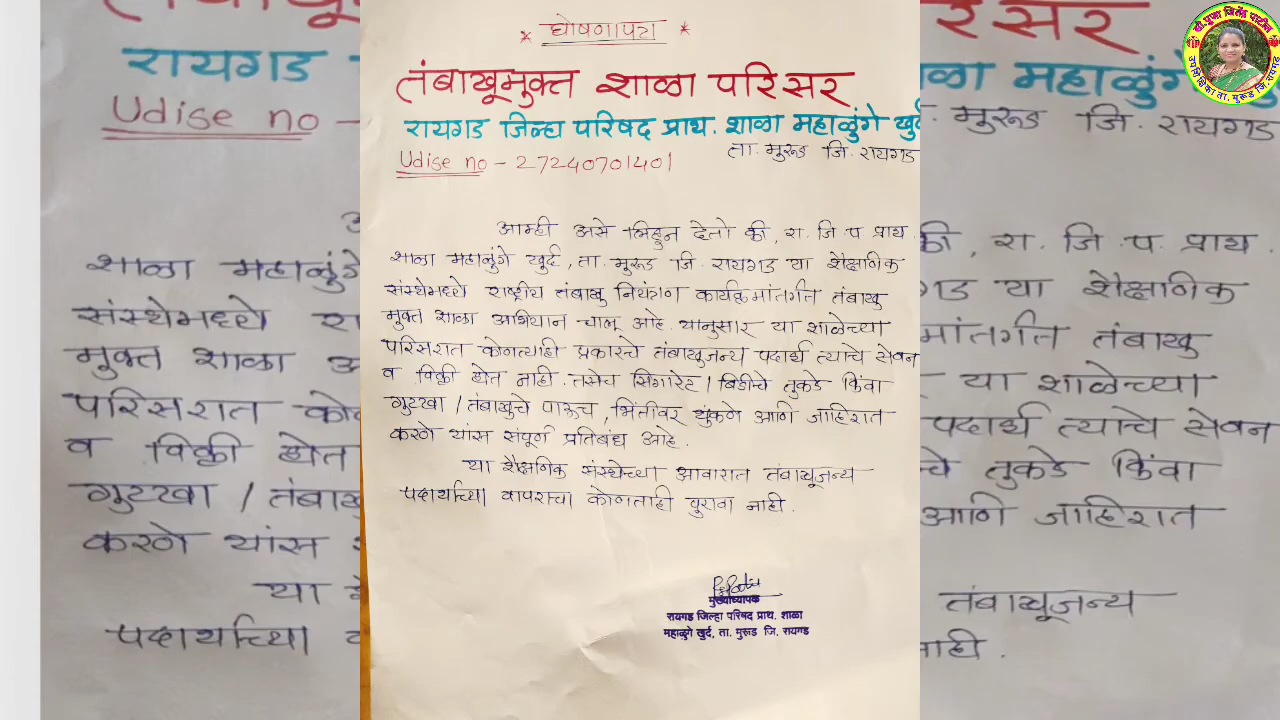 * घोषणापत्र *
तंबाखूमुक्त शाळा परिसर
रायगड जिल्हा परिषद प्राथ. शाळा महाळुंगे खुर्द
ता. मुरूड जि. रायगड
Udise no - 27240701401
आम्ही असे लिहून देतो की, रा. जि. प प्राथ
शाळा महाळुंगे खुर्द, ता. मुरूड जि. रायगड या शैक्षणिक
संस्थेमध्ये राष्ट्रीय तंबाखु नियंत्रण कार्यक्रमांतर्गत तंबाखु
मुक्त शाळा अभियान चालू आहे. यानुसार या शाळेच्या
परिसरात कोणत्याही प्रकारचे तंबाखुजन्य पदार्थ त्याचे सेवन
व विक्री होत नाही. तसेच सिगारेट / बिडीचे तुकडे किंवा
गुटखा / तंबाखुचे पाऊच, भिंतीवर थुंकणे आणि जाहिरात
करणे यांस संपूर्ण प्रतिबंध आहे.
या शैक्षणिक संस्थेच्या आवारात तंबाखूजन्य
पदार्थाच्या वापराचा कोणताही पुरावा नाही.
मुख्याध्यापक
रायगड जिल्हा परिषद प्राथ. शाळा
महाळुंगे खुर्द, ता. मुरूड जि. रायगड
सौ.पुजा जितेंद्र पाटील
उपशिक्षिका ता. मुरूड जि. रायगड